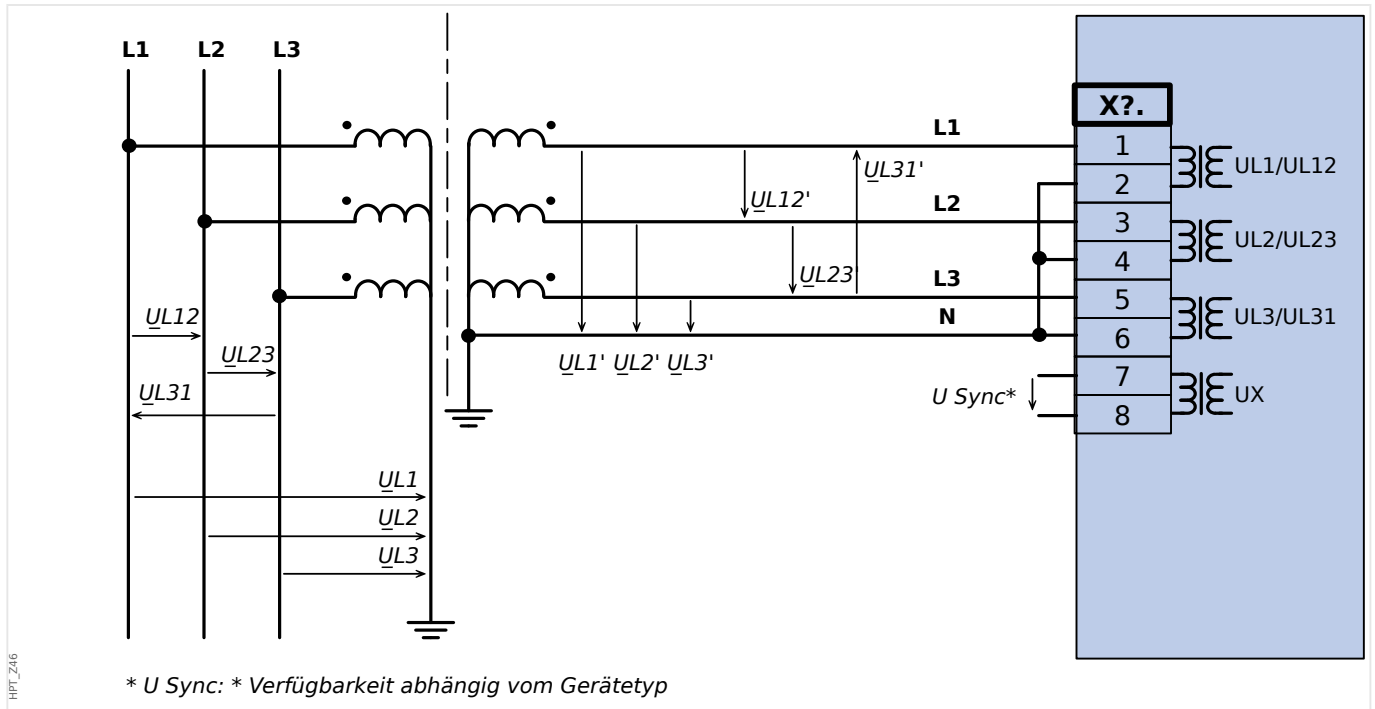 L1 L2 L3
X?.
L1
1
UL1/UL12
UL31'
2
UL12'
L2
3
UL2/UL23
4
UL23'
L3
5
UL12
N
UL3/UL31
6
UL23
UL1' UL2' UL3'
7
UL31
U Sync*
UX
8
UL1
UL2
UL3
HPT_Z46
* U Sync: * Verfügbarkeit abhängig vom Gerätetyp